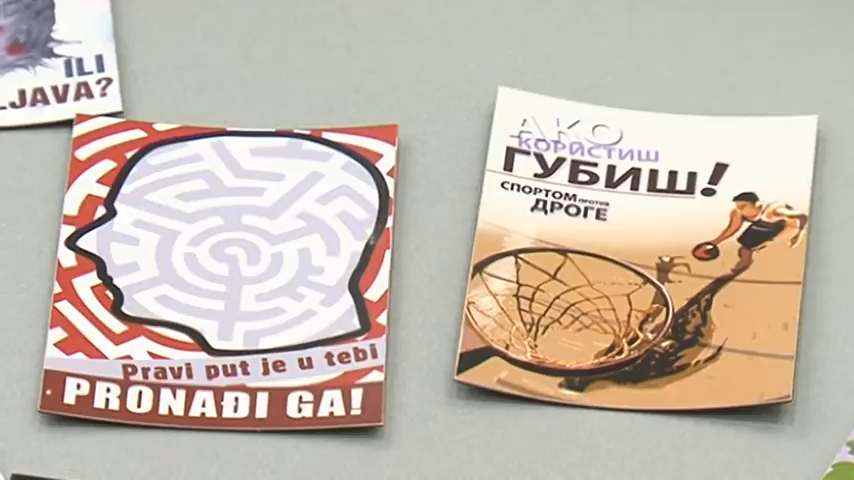 ILI
LJAVA?
Pravi put je u tebi
PRONAĐI GA!
АКО
КОРИСТИШ
ГУБИШ!
СПОРТОМ ПРОТИВ
ДРОГЕ